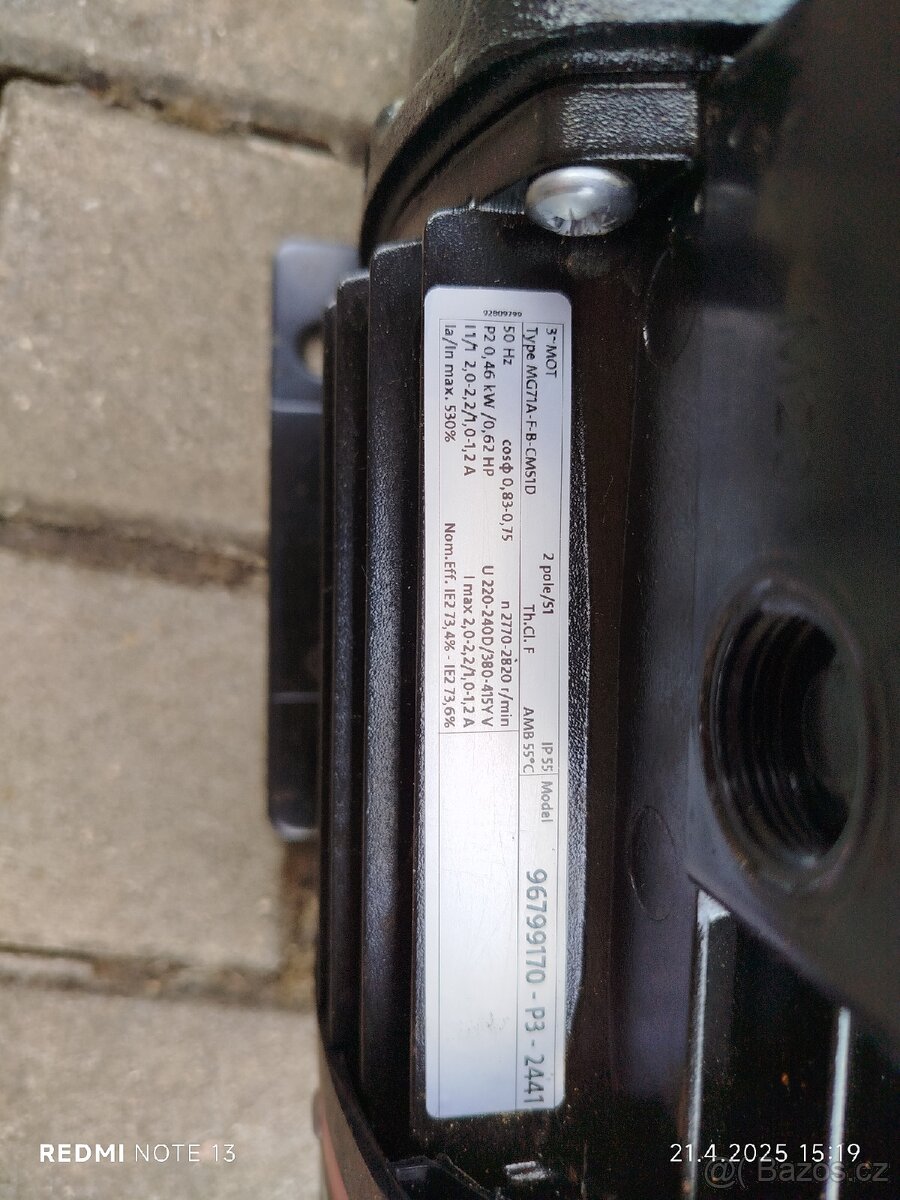 92809799
3~MOT 2 pole/S1 IP 55 Model
Type MG71A-F-B-CM51D Th.Cl. F AMB 55°C 96799170 - P3 - 2441
50 Hz cosϕ 0,83-0,75 n 2770-2820 r/min
P2 0,46 kW /0,62 HP U 220-240D/380-415Y V
I1/1 2,0-2,2/1,0-1,2 A I max 2,0-2,2/1,0-1,2 A
Ia/In max. 530% Nom.Eff. IE2 73,4% - IE2 73,6%
REDMI NOTE 13
21.4.2025 15:19
@( Bazoš.cz